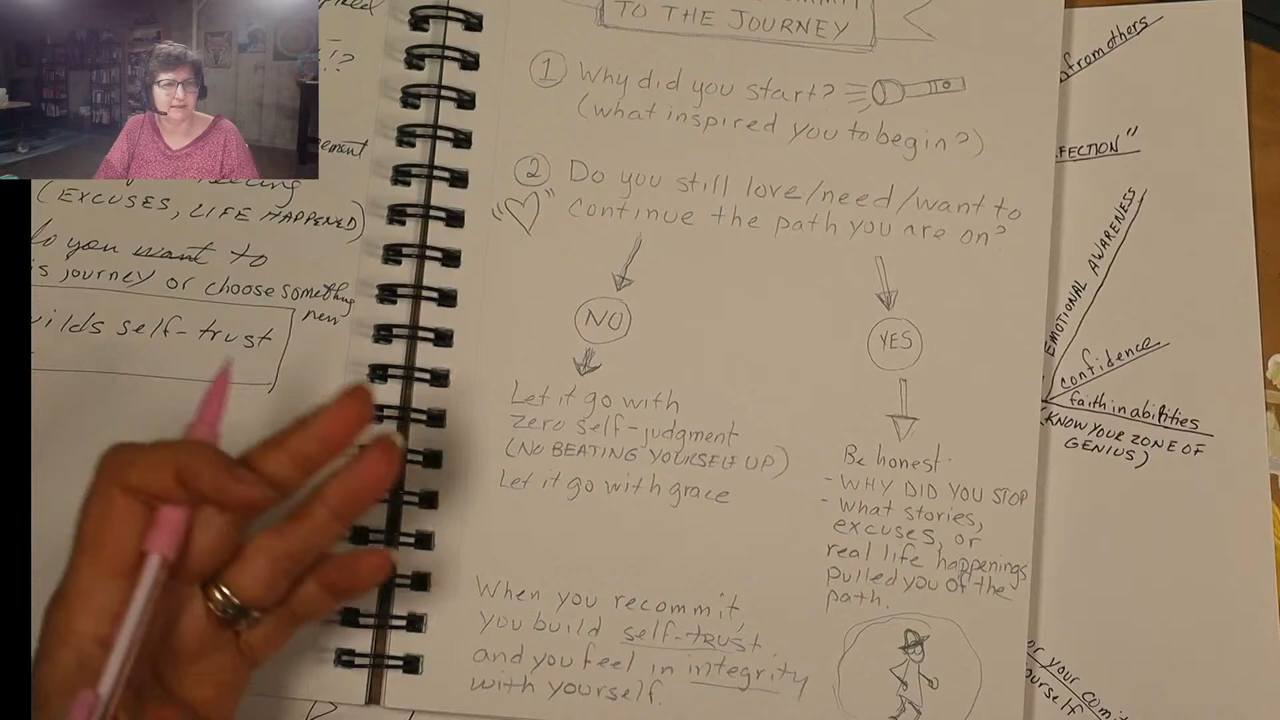 (EXCUSES, LIFE HAPPENED)
you want to
is journey or choose something
new
self-trust
TO THE JOURNEY
1 Why did you start?
(what inspired you to begin?)
2 Do you still love/need/want to
continue the path you are on?
NO
Let it go with
zero self-judgment
(NO BEATING YOURSELF UP)
Let it go with grace
YES
Be honest:
- WHY DID YOU STOP
- What stories,
excuses, or
real life happenings
pulled you of the
path.
When you recommit,
you build self-trust
and you feel in integrity
with yourself.
from others
EMOTIONAL AWARENESS
confidence
faith in abilities
(KNOW YOUR ZONE OF
GENIUS)
your